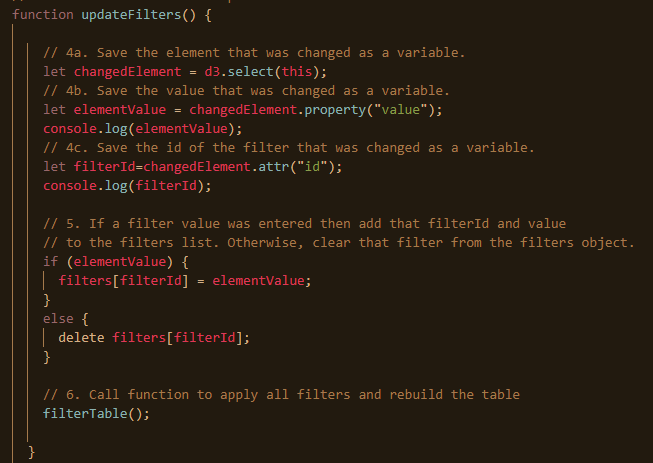 function updateFilters() {
// 4a. Save the element that was changed as a variable.
let changedElement = d3.select(this);
// 4b. Save the value that was changed as a variable.
let elementValue = changedElement.property("value");
console.log(elementValue);
// 4c. Save the id of the filter that was changed as a variable.
let filterId=changedElement.attr("id");
console.log(filterId);
// 5. If a filter value was entered then add that filterId and value
// to the filters list. Otherwise, clear that filter from the filters object.
if (elementValue) {
filters[filterId] = elementValue;
}
else {
delete filters[filterId];
}
// 6. Call function to apply all filters and rebuild the table
filterTable();
}